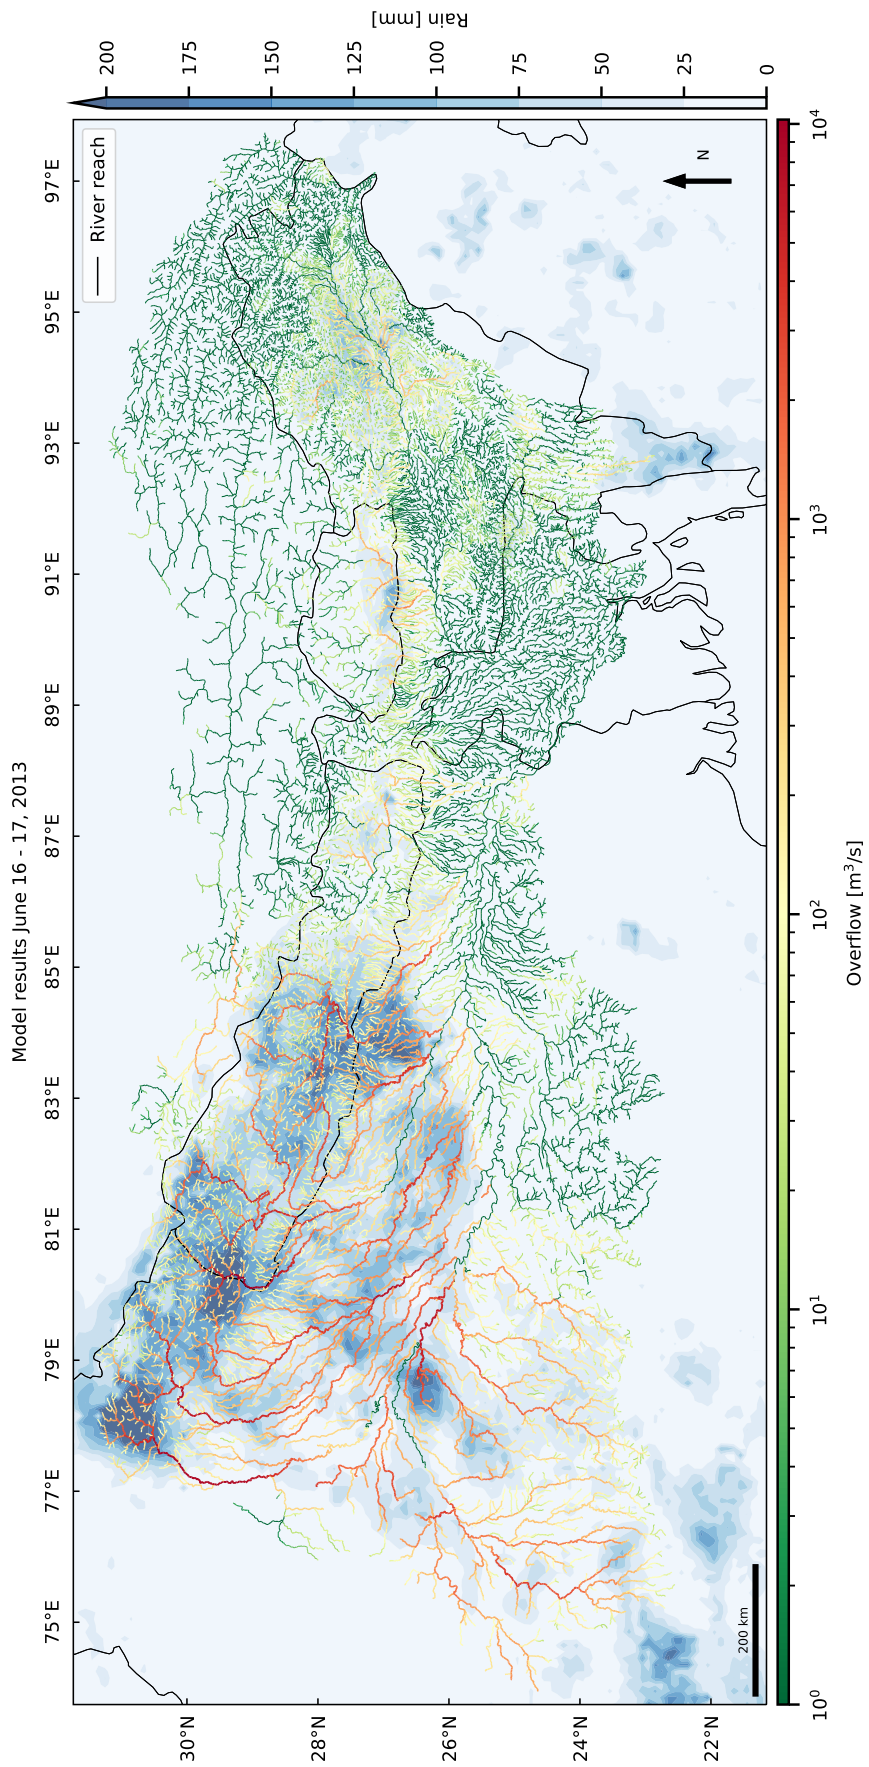 Model results June 16 - 17, 2013
75°E 77°E 79°E 81°E 83°E 85°E 87°E 89°E 91°E 93°E 95°E 97°E
River reach
N
30°N
28°N
26°N
24°N
22°N
200 km
200
175
150
125
100
75
50
25
0
Rain [mm]
10⁰ 10¹ 10² 10³ 10⁴
Overflow [m³/s]